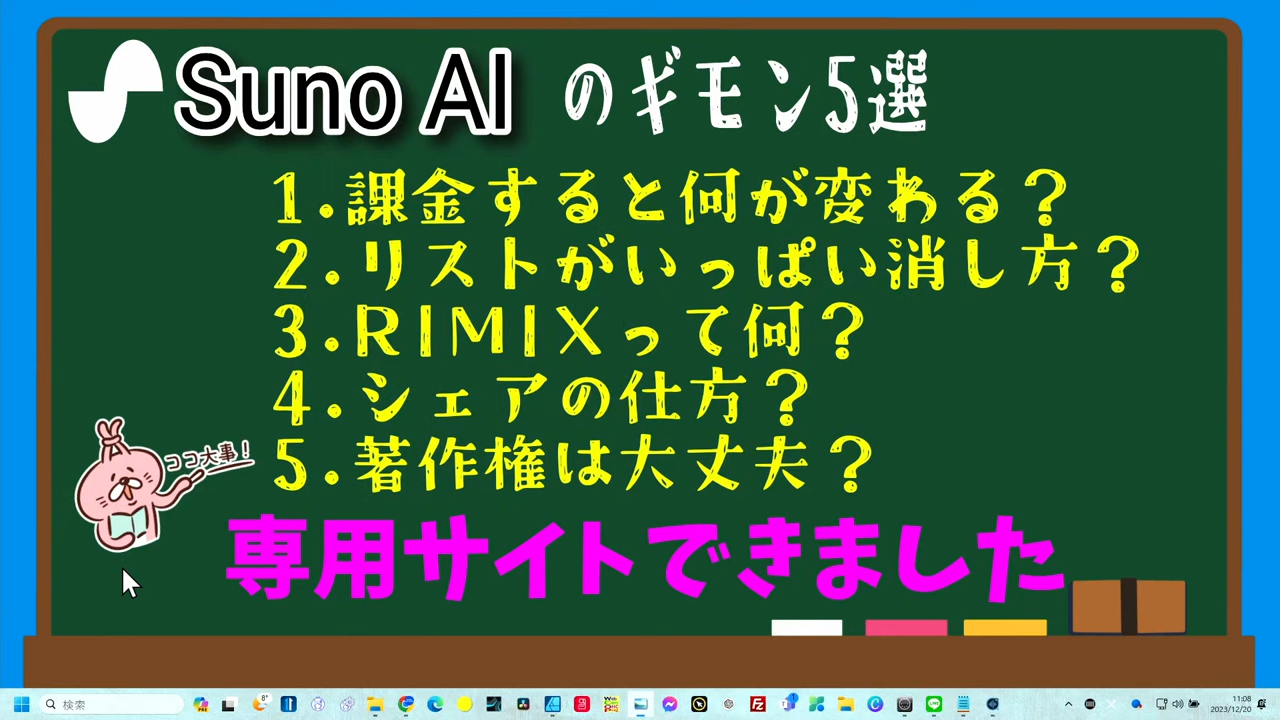 Suno AI のギモン5選
1.課金すると何が変わる？
2.リストがいっぱい消し方？
3.RIMIXって何？
4.シェアの仕方？
5.著作権は大丈夫？
ココ大事！
専用サイトできました
検索
8°
11:08
2023/12/20